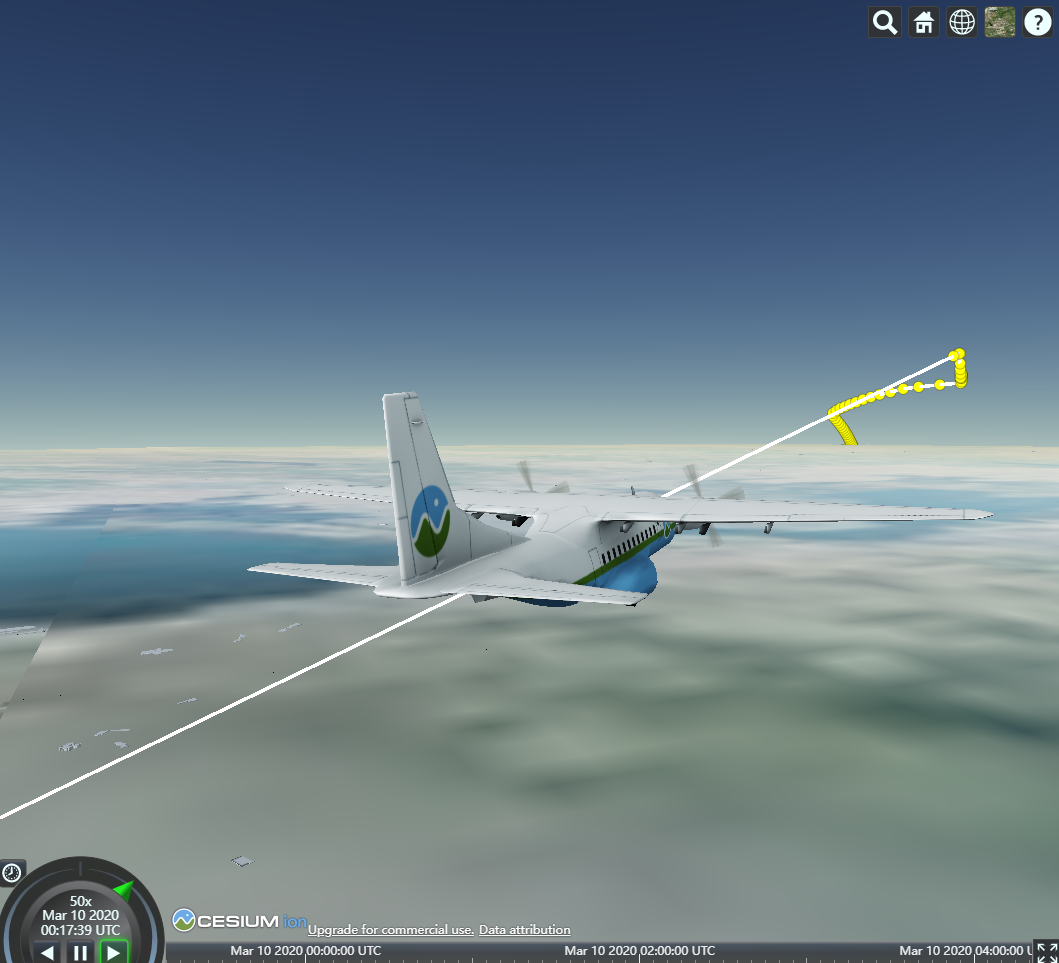 ?
50x
Mar 10 2020
00:17:39 UTC
CESIUM ion
Upgrade for commercial use. Data attribution
Mar 10 2020 00:00:00 UTC
Mar 10 2020 02:00:00 UTC
Mar 10 2020 04:00:00 U